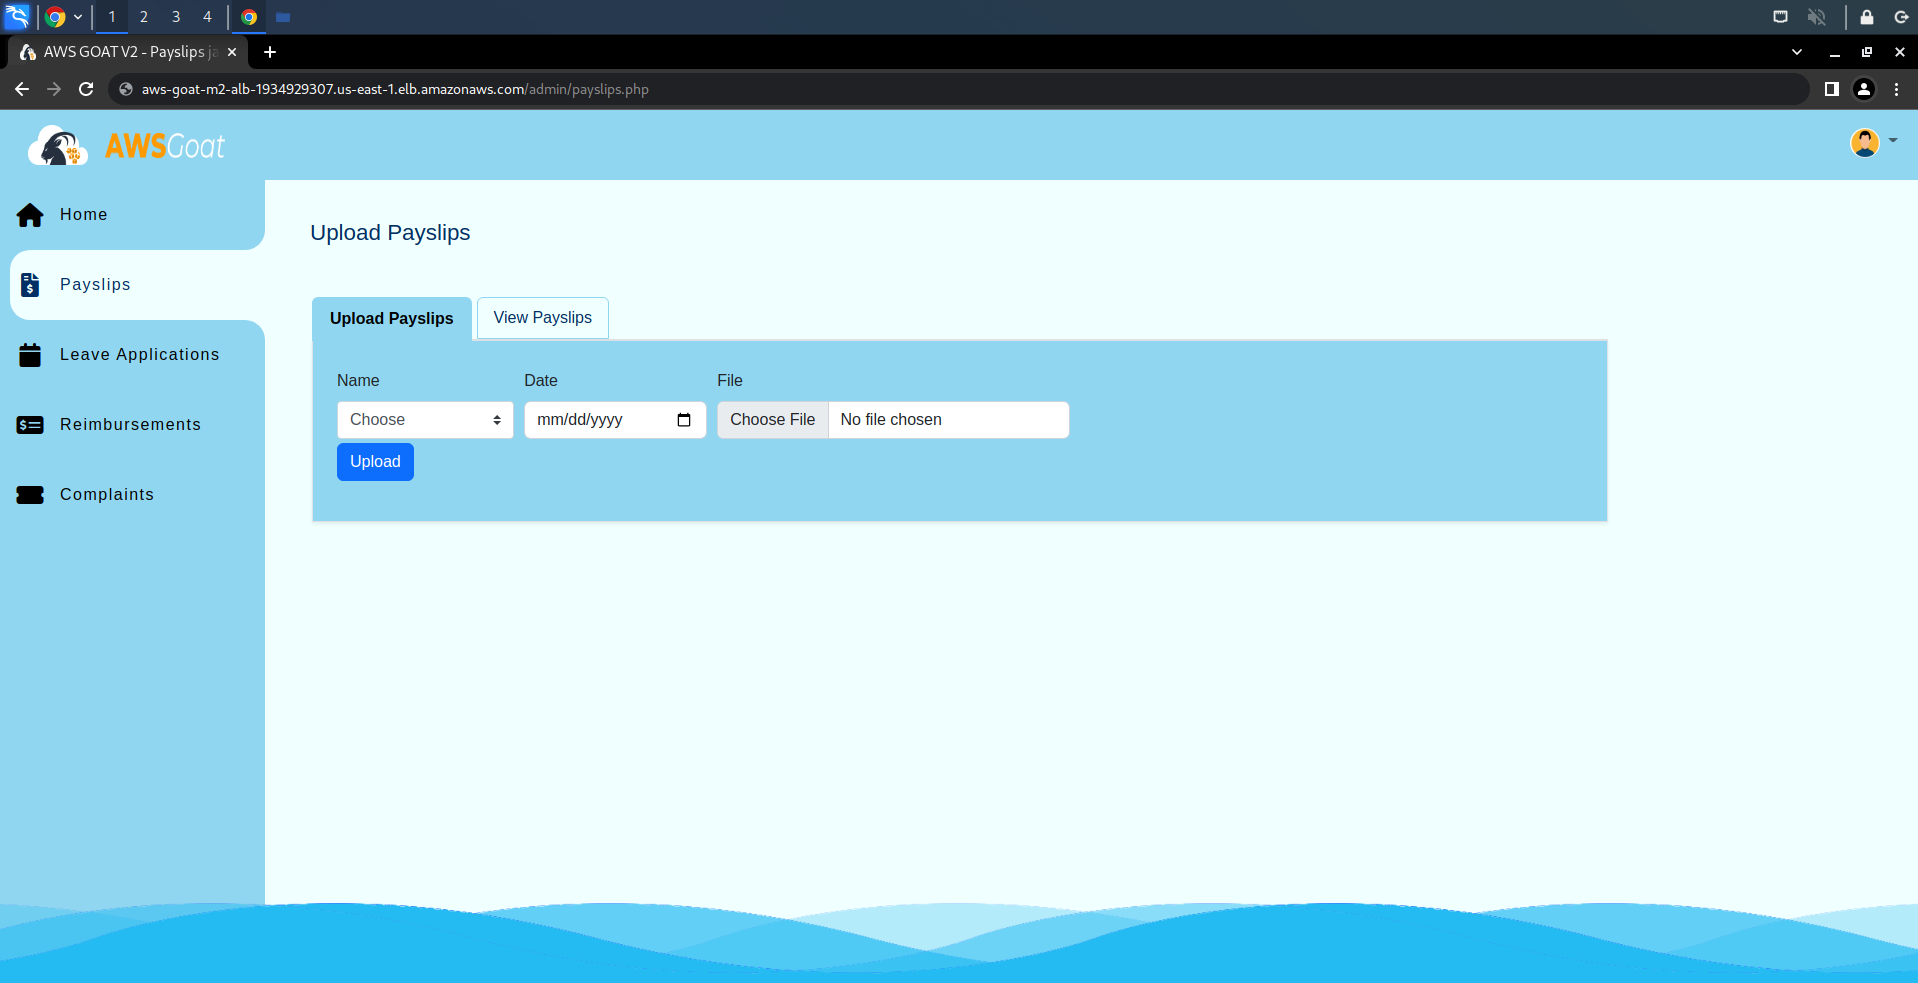 1 2 3 4
AWS GOAT V2 - Payslips ja
aws-goat-m2-alb-1934929307.us-east-1.elb.amazonaws.com/admin/payslips.php
AWSGoat
Home
Payslips
Leave Applications
Reimbursements
Complaints
Upload Payslips
Upload Payslips View Payslips
Name Date File
Choose mm/dd/yyyy Choose File No file chosen
Upload